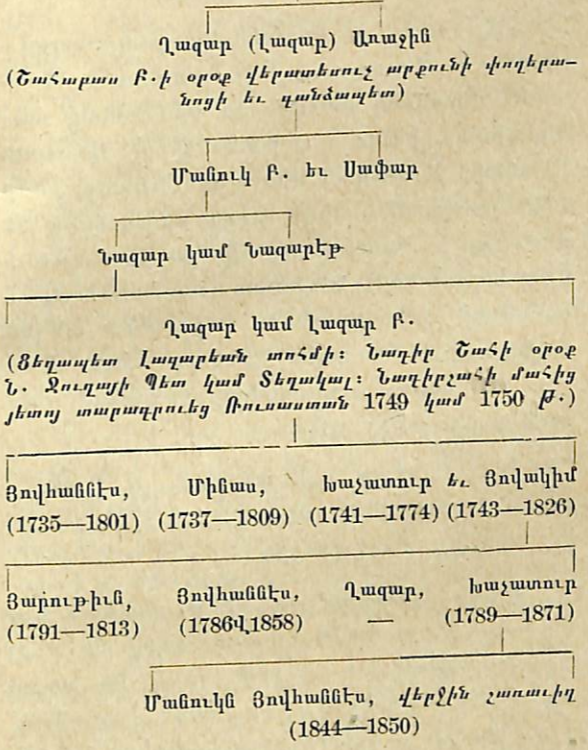 Ղազար (Լազար) Առաջին
(Շահաբաս Բ.ի օրօք վերատեսուչ արքունի փողերա-
նոցի եւ գանձապետ)
Մանուկ Բ. եւ Սաֆար
Նազար կամ Նազարէթ
Ղազար կամ Լազար Բ.
(Ցեղապետ Լազարեան տոհմի: Նադիր Շահի օրօք
Ն. Ջուղայի Պետ կամ Տեղակալ: Նադիրշահի մահից
յետոյ տարագրուեց Ռուսաստան 1749 կամ 1750 Թ.)
Յովհաննէս, Մինաս, Խաչատուր եւ Յովակիմ
(1735—1801) (1737—1809) (1741—1774) (1743—1826)
Յարութիւն, Յովհաննէս, Ղազար, Խաչատուր
(1791—1813) (1786վ1858) — (1789—1871)
Մանուկն Յովհաննէս, վերջին շառաւիղ
(1844—1850)